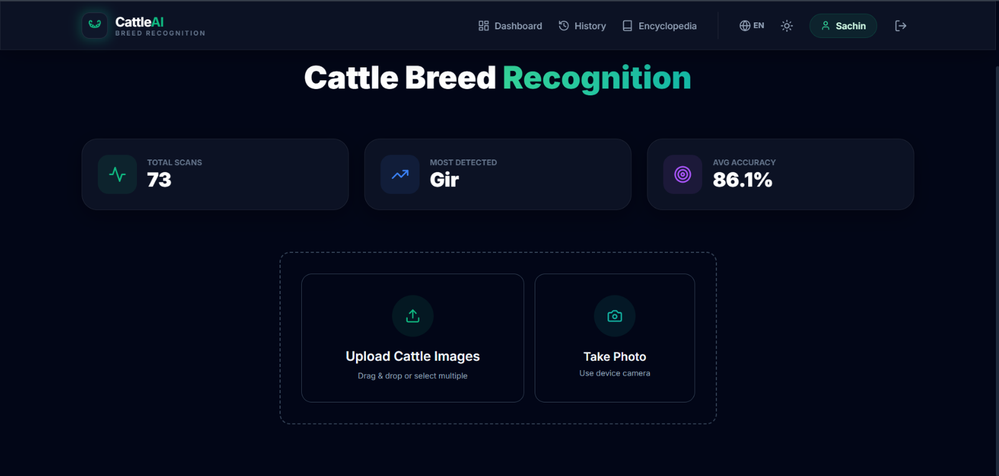 CattleAI
BREED RECOGNITION
Dashboard
History
Encyclopedia
EN
Sachin
Cattle Breed Recognition
TOTAL SCANS
73
MOST DETECTED
Gir
AVG ACCURACY
86.1%
Upload Cattle Images
Drag & drop or select multiple
Take Photo
Use device camera